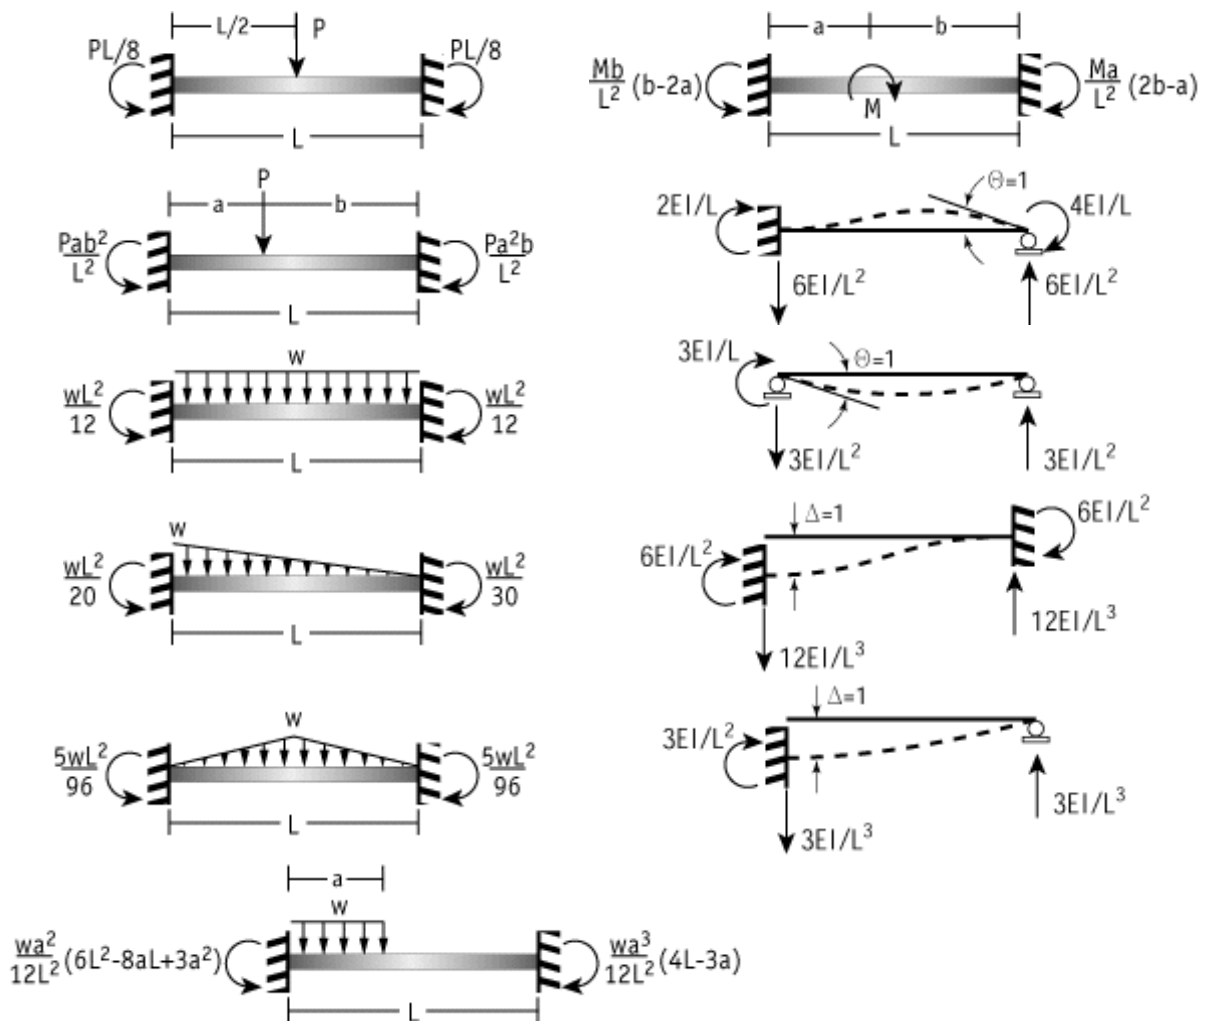 L/2 P
PL/8 PL/8
L
a b
Mb/L² (b-2a) Ma/L² (2b-a)
M
L
P
a b
Pab²/L² Pa²b/L²
L
Θ=1
2EI/L 4EI/L
6EI/L² 6EI/L²
w
wL²/12 wL²/12
L
3EI/L Θ=1
3EI/L² 3EI/L²
w
wL²/20 wL²/30
L
Δ=1
6EI/L² 6EI/L²
12EI/L³ 12EI/L³
w
5wL²/96 5wL²/96
L
Δ=1
3EI/L²
3EI/L³ 3EI/L³
a
w
wa²/12L² (6L²-8aL+3a²) wa³/12L² (4L-3a)
L